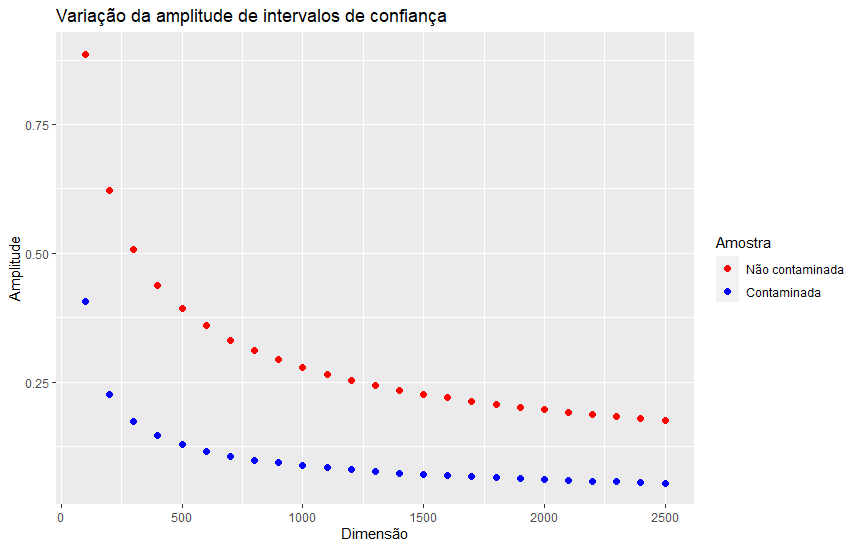 Variação da amplitude de intervalos de confiança
Amplitude
0.75
0.50
0.25
0
500
1000
1500
2000
2500
Dimensão
Amostra
Não contaminada
Contaminada